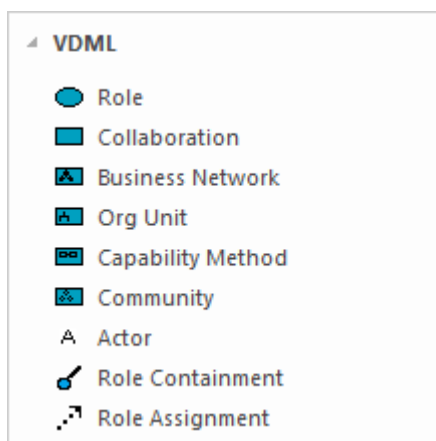 VDML
Role
Collaboration
Business Network
Org Unit
Capability Method
Community
A Actor
Role Containment
Role Assignment